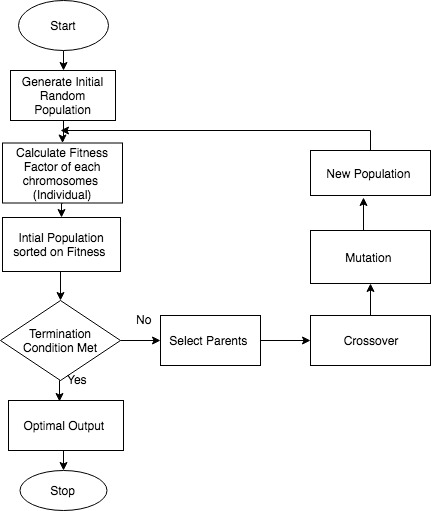 Start
Generate Initial
Random
Population
Calculate Fitness
Factor of each
chromosomes
(Individual)
Intial Population
sorted on Fitness
Termination
Condition Met
No
Yes
Select Parents
Crossover
Mutation
New Population
Optimal Output
Stop